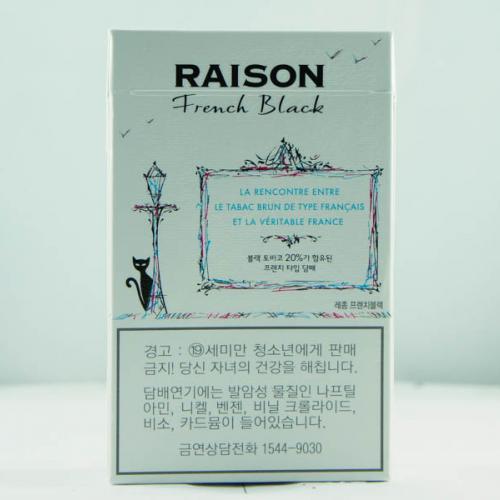 RAISON
French Black
LA RENCONTRE ENTRE
LE TABAC BRUN DE TYPE FRANÇAIS
ET LA VÉRITABLE FRANCE
블랙 토바코 20%가 함유된
프렌치 타입 담배
레종 프렌치블랙
경고 : ⑲세미만 청소년에게 판매
금지! 당신 자녀의 건강을 해칩니다.
담배연기에는 발암성 물질인 나프틸
아민, 니켈, 벤젠, 비닐 크롤라이드,
비소, 카드뮴이 들어있습니다.
금연상담전화 1544-9030